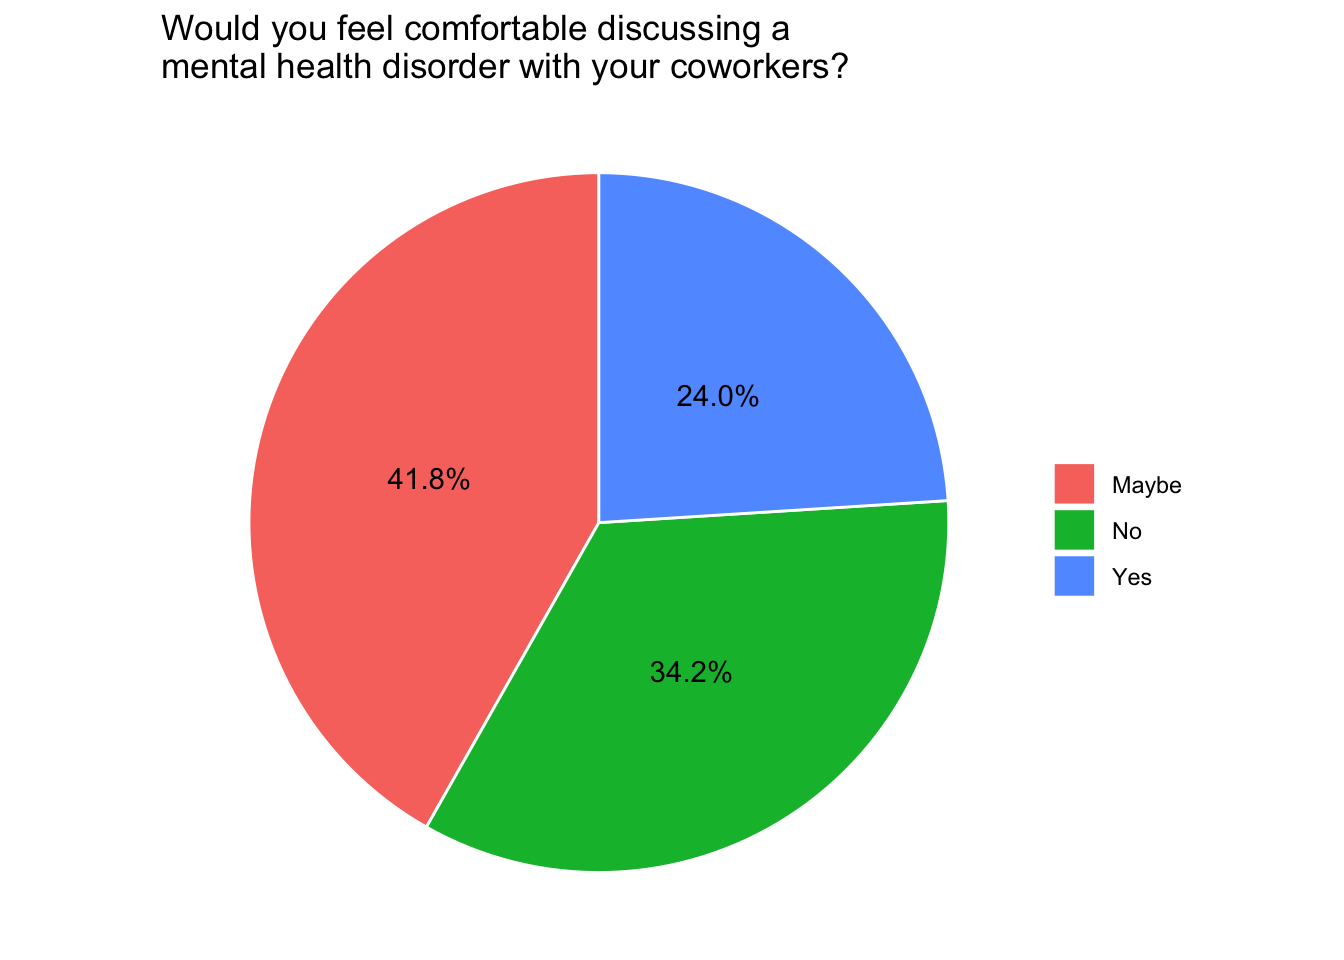 Would you feel comfortable discussing a
mental health disorder with your coworkers?
24.0%
41.8%
34.2%
Maybe
No
Yes